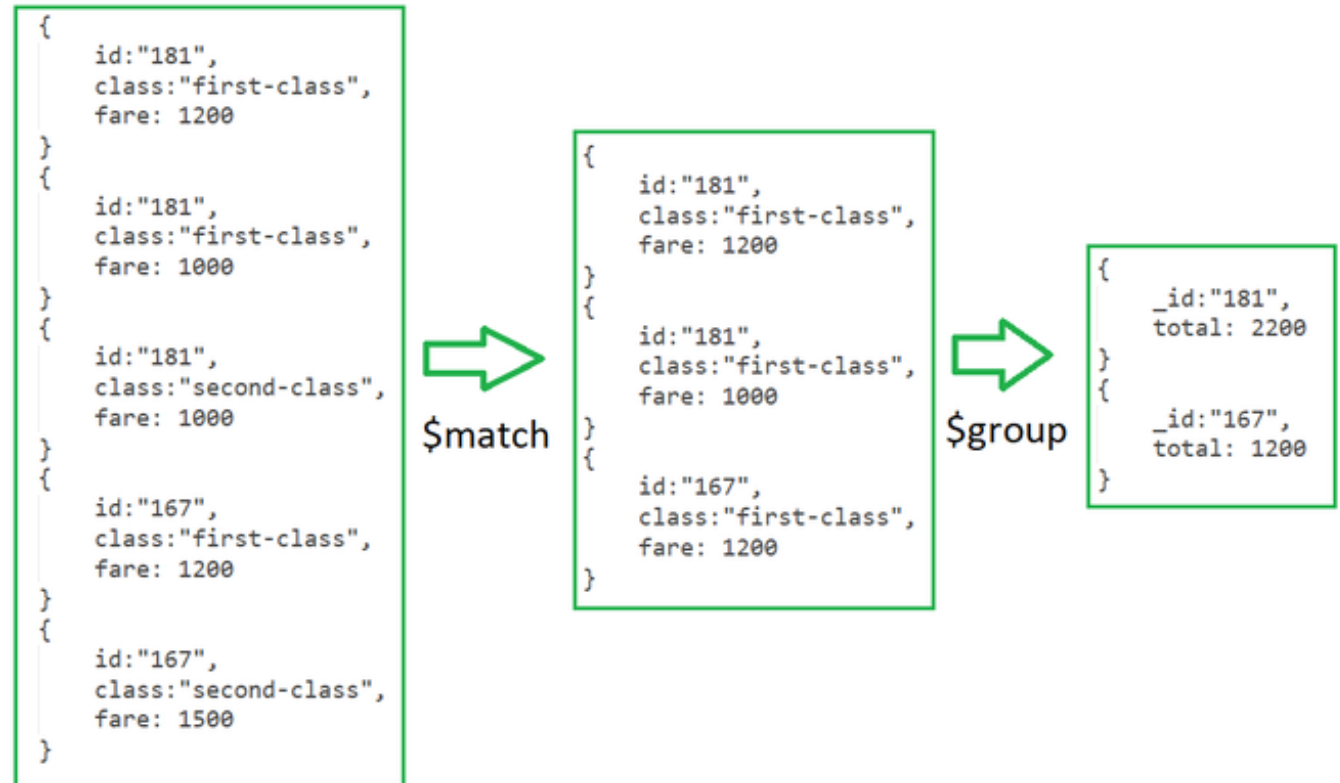 {
id:"181",
class:"first-class",
fare: 1200
}
{
id:"181",
class:"first-class",
fare: 1000
}
{
id:"181",
class:"second-class",
fare: 1000
}
{
id:"167",
class:"first-class",
fare: 1200
}
{
id:"167",
class:"second-class",
fare: 1500
}
$match
{
id:"181",
class:"first-class",
fare: 1200
}
{
id:"181",
class:"first-class",
fare: 1000
}
{
id:"167",
class:"first-class",
fare: 1200
}
$group
{
_id:"181",
total: 2200
}
{
_id:"167",
total: 1200
}